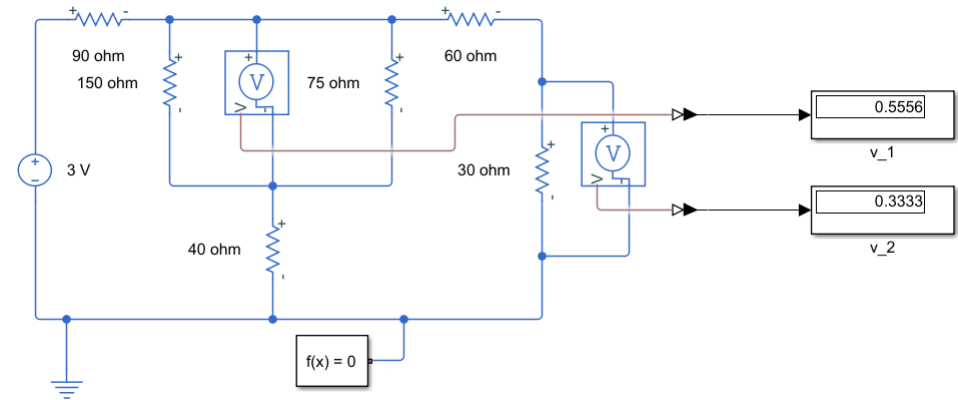 90 ohm
150 ohm
75 ohm
60 ohm
V
0.5556
v_1
3 V
30 ohm
V
0.3333
v_2
40 ohm
f(x) = 0